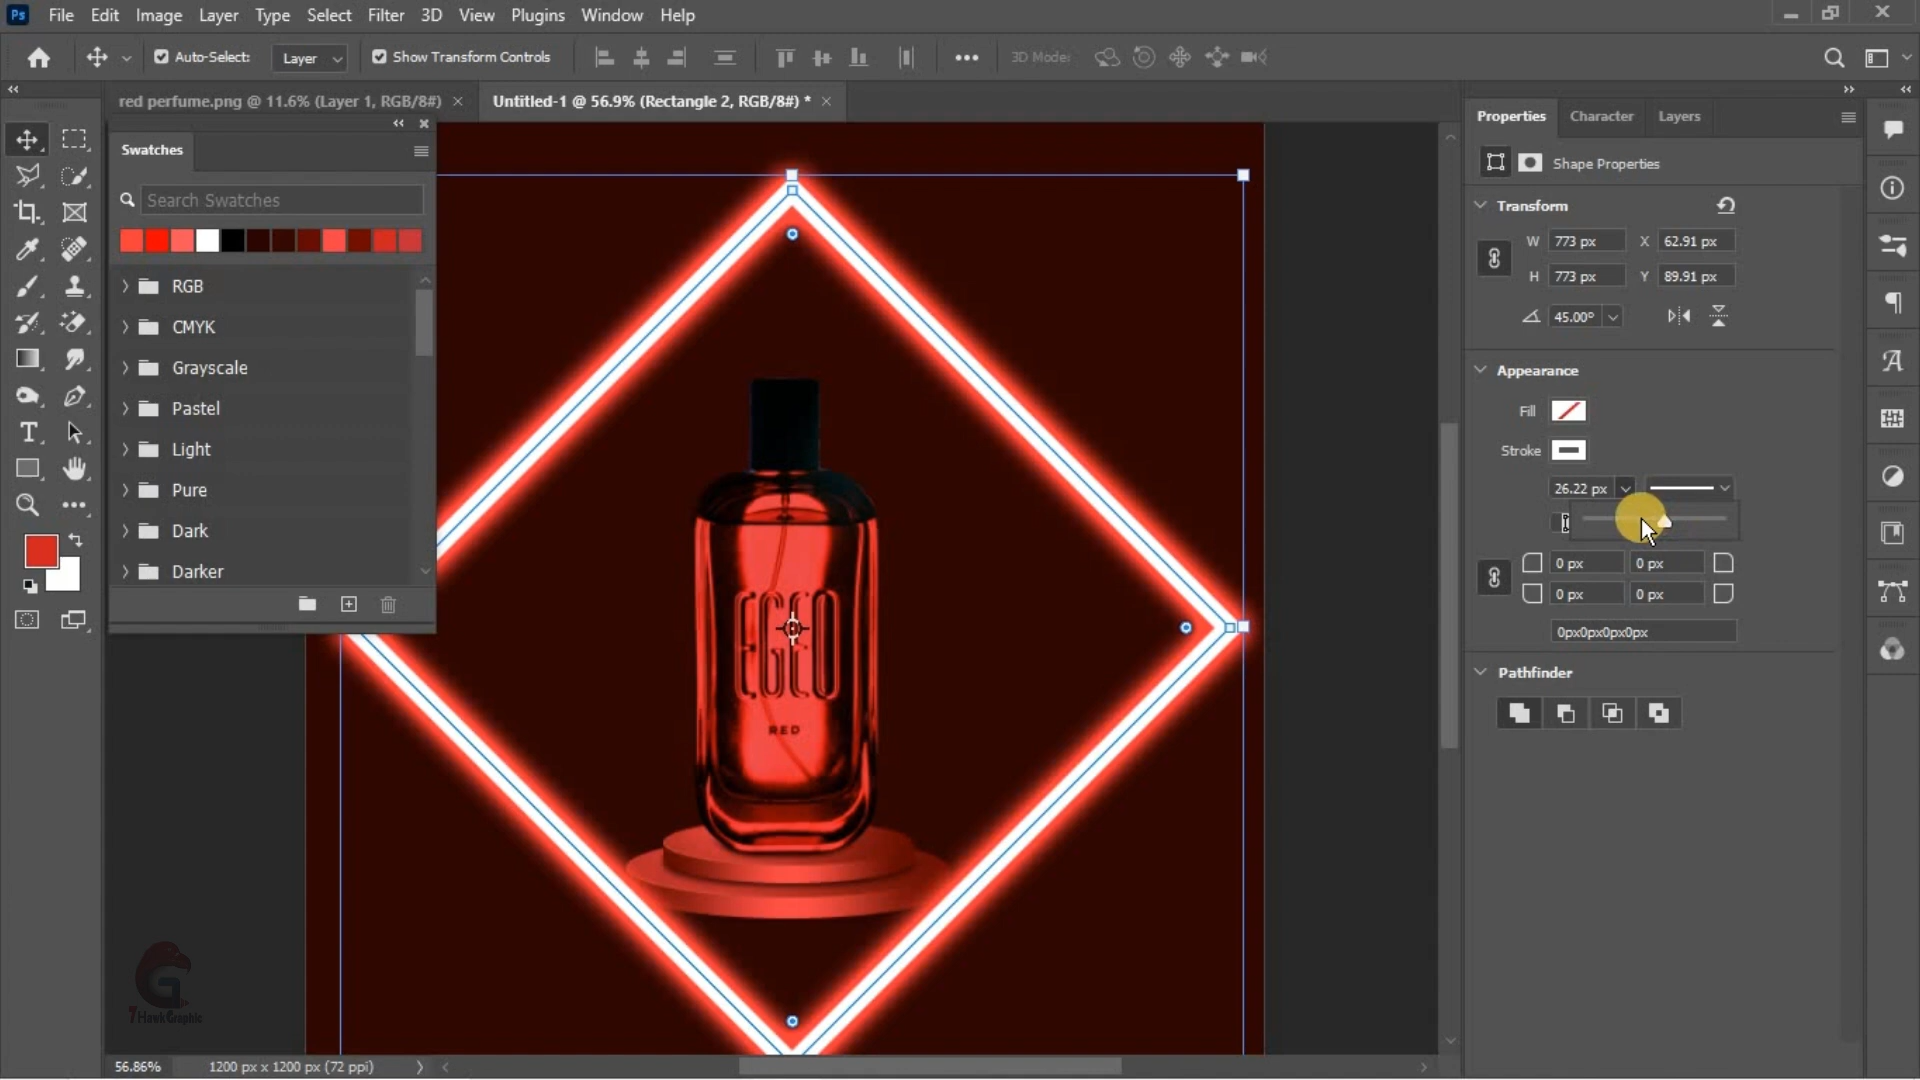 Ps File Edit Image Layer Type Select Filter 3D View Plugins Window Help
Auto-Select: Layer Show Transform Controls 3D Mode:
red perfume.png @ 11.6% (Layer 1, RGB/8#) × Untitled-1 @ 56.9% (Rectangle 2, RGB/8#) * ×
Swatches
Search Swatches
RGB
CMYK
Grayscale
Pastel
Light
Pure
Dark
Darker
EGEO
RED
Properties Character Layers
Shape Properties
Transform
W 773 px X 62.91 px
H 773 px Y 89.91 px
45.00°
Appearance
Fill
Stroke
26.22 px
0 px 0 px
0 px 0 px
0px0px0px0px
Pathfinder
G
7HawkGraphic
56.86% 1200 px x 1200 px (72 ppi)